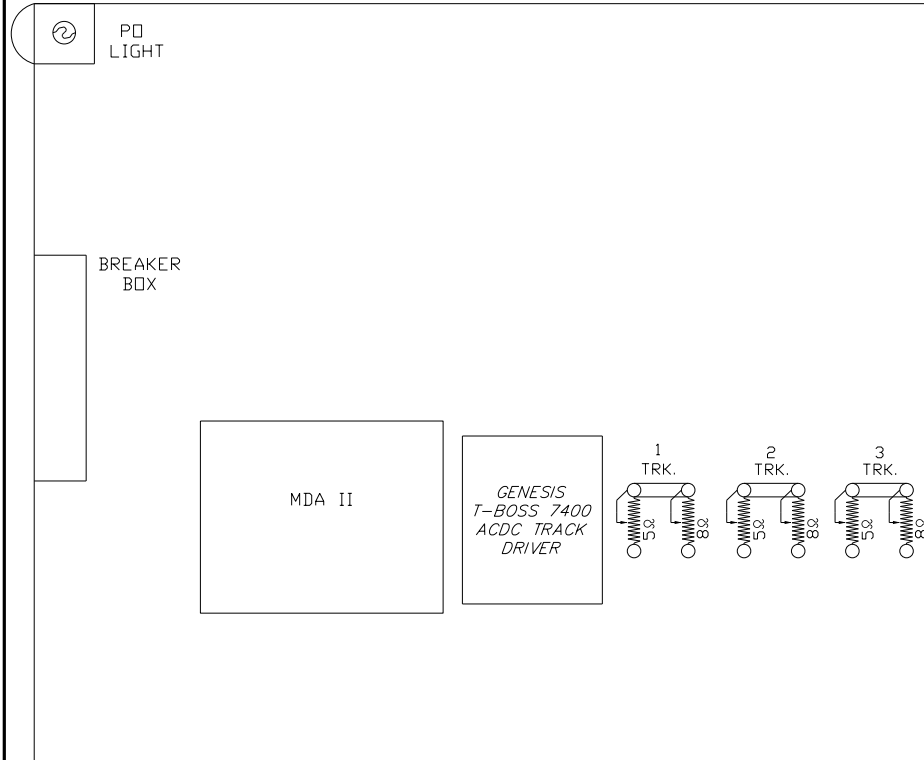 PO
LIGHT
BREAKER
BOX
MDA II
GENESIS
T-BOSS 7400
ACDC TRACK
DRIVER
1
TRK.
5Ω
8Ω
2
TRK.
5Ω
8Ω
3
TRK.
5Ω
8Ω